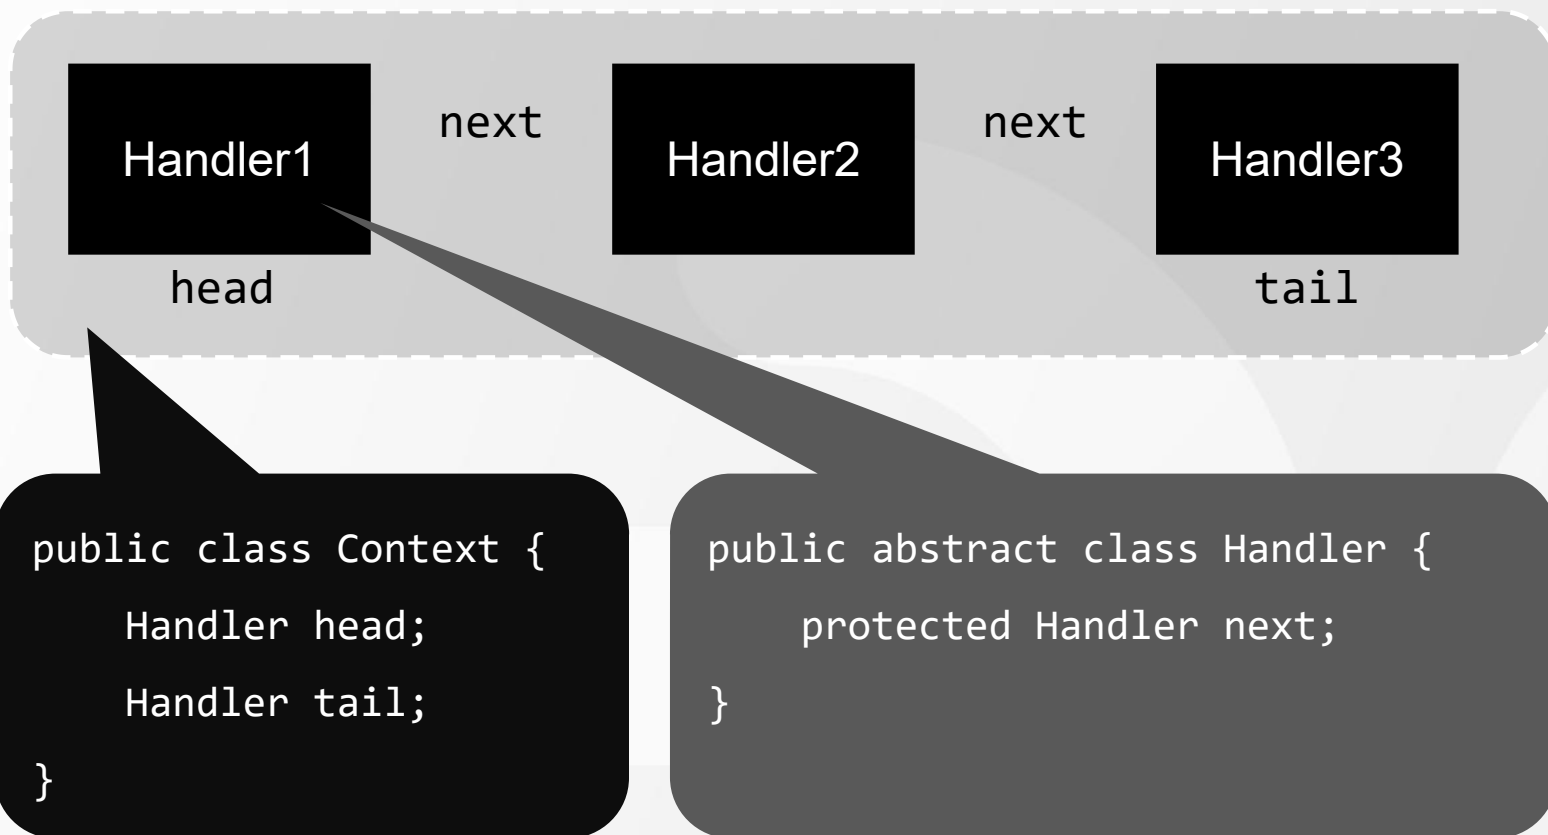 Handler1
next
Handler2
next
Handler3
head
tail
public class Context {
    Handler head;
    Handler tail;
}
public abstract class Handler {
    protected Handler next;
}